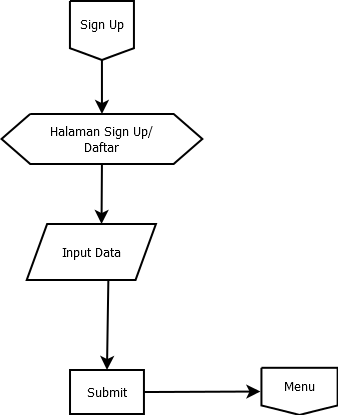 Sign Up
Halaman Sign Up/
Daftar
Input Data
Submit
Menu